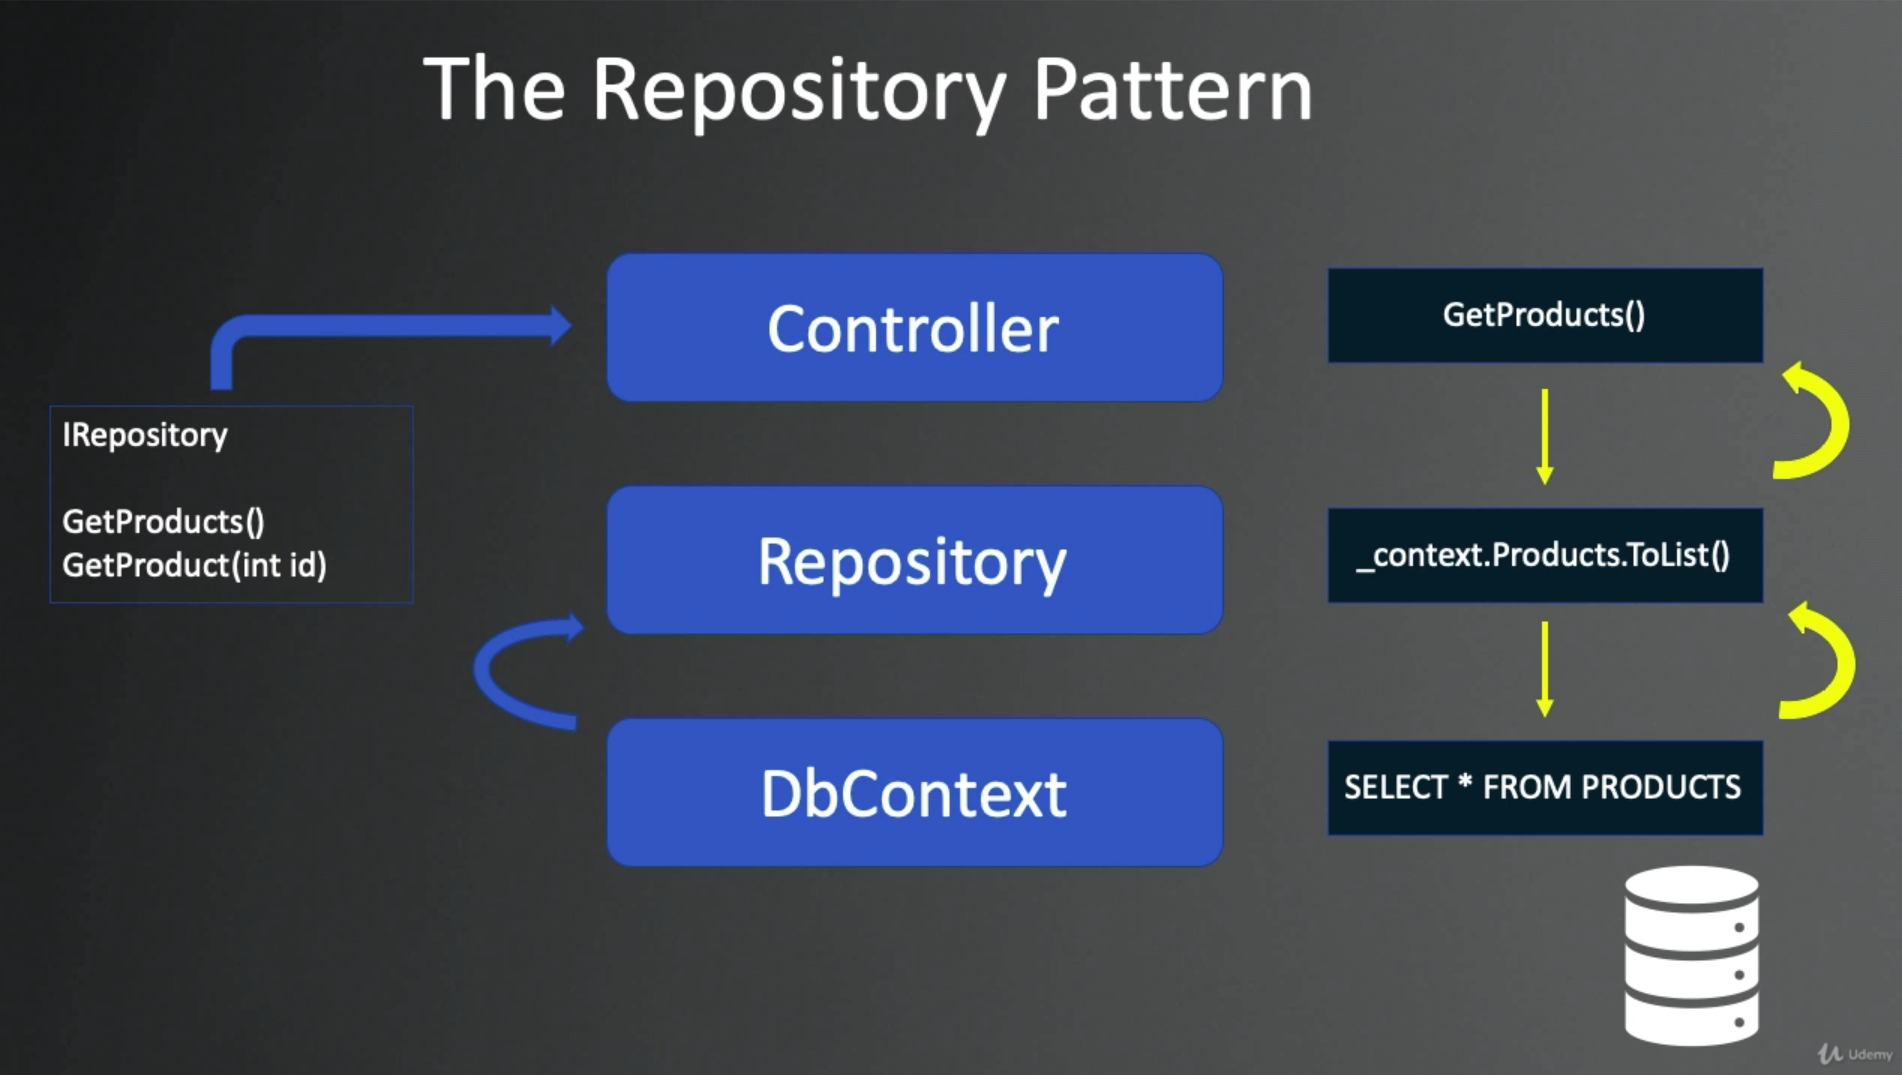 The Repository Pattern
IRepository
GetProducts()
GetProduct(int id)
Controller
Repository
DbContext
GetProducts()
_context.Products.ToList()
SELECT * FROM PRODUCTS
Udemy